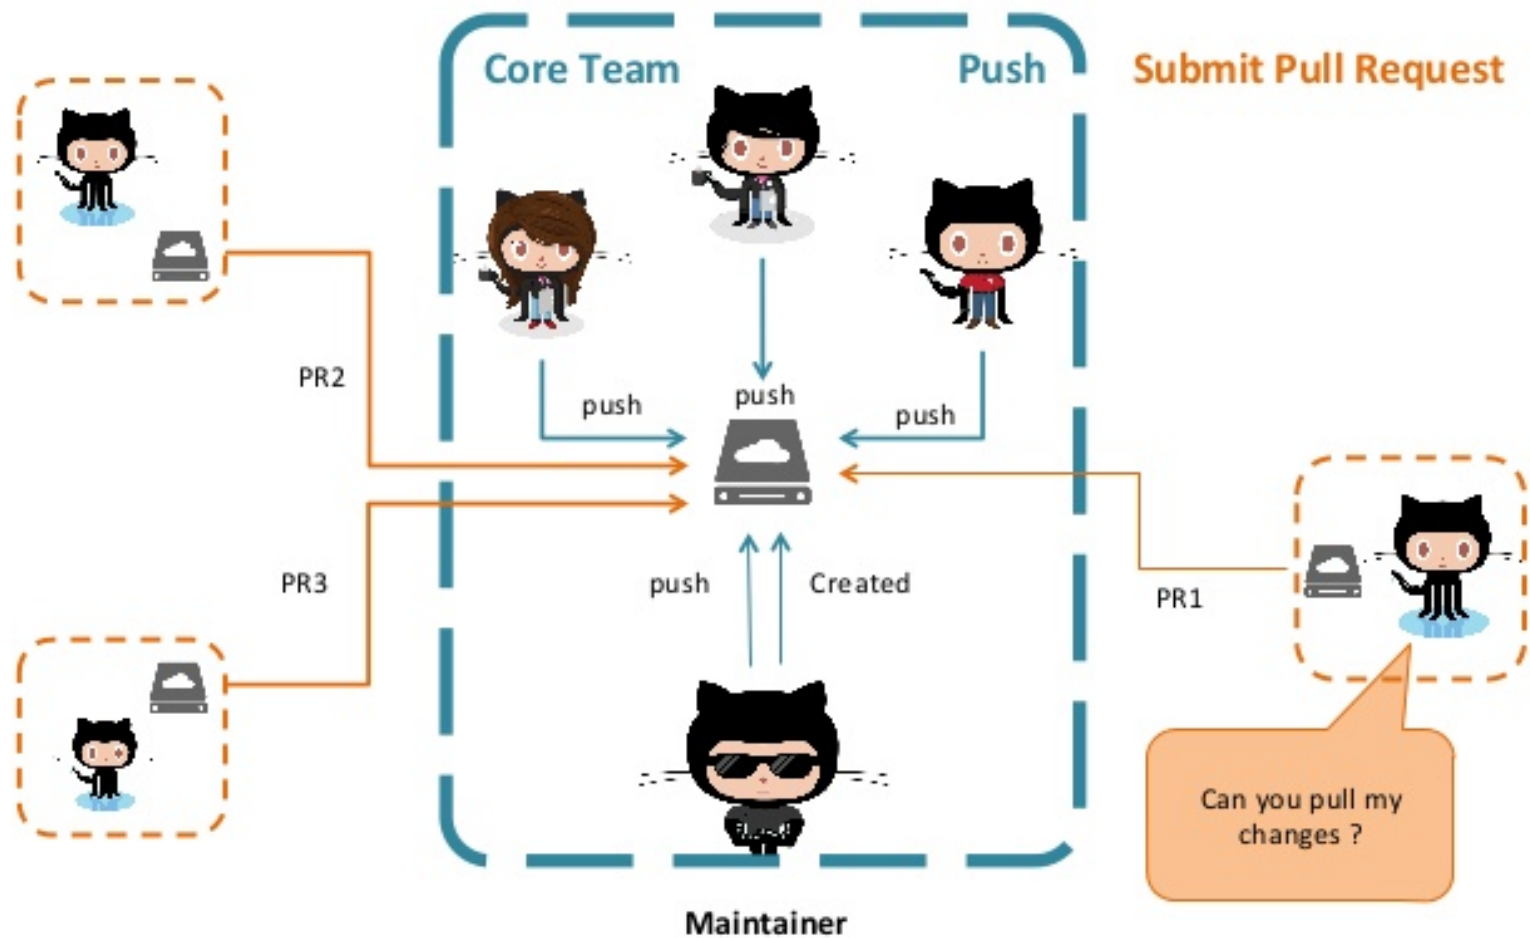 Core Team
Push
Submit Pull Request
PR2
push
push
push
PR3
push
Created
PR1
Can you pull my
changes ?
Maintainer